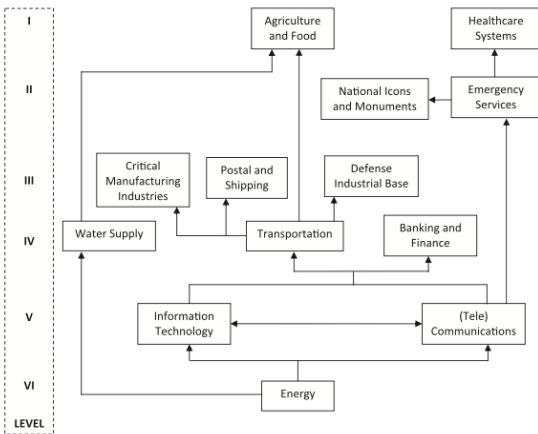 I
Agriculture
and Food
Healthcare
Systems
II
National Icons
and Monuments
Emergency
Services
III
Critical
Manufacturing
Industries
Postal and
Shipping
Defense
Industrial Base
IV
Water Supply
Transportation
Banking and
Finance
V
Information
Technology
(Tele)
Communications
VI
Energy
LEVEL